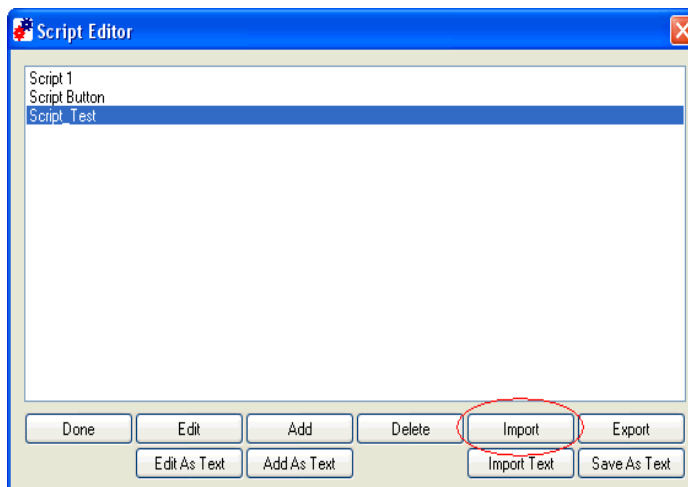 Script Editor
Script 1
Script Button
Script_Test
Done Edit Add Delete Import Export
Edit As Text Add As Text Import Text Save As Text